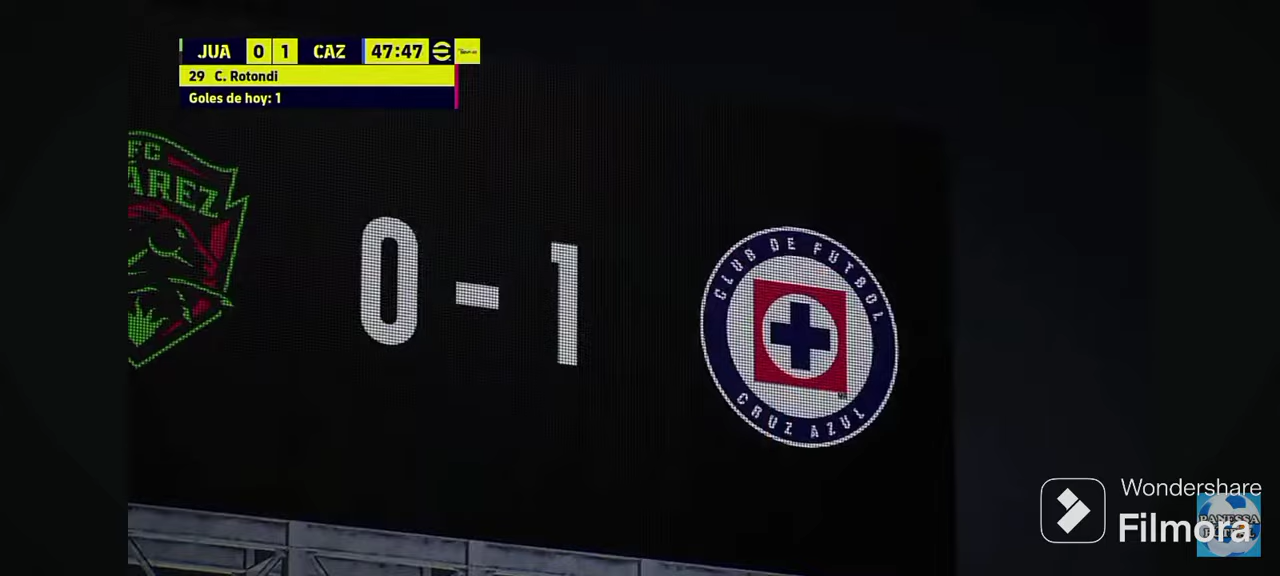 JUA 0 1 CAZ 47:47
29 C. Rotondi
Goles de hoy: 1
FC
ÁREZ
0 - 1
CLUB DE FUTBOL
CRUZ AZUL
Wondershare
Filmora